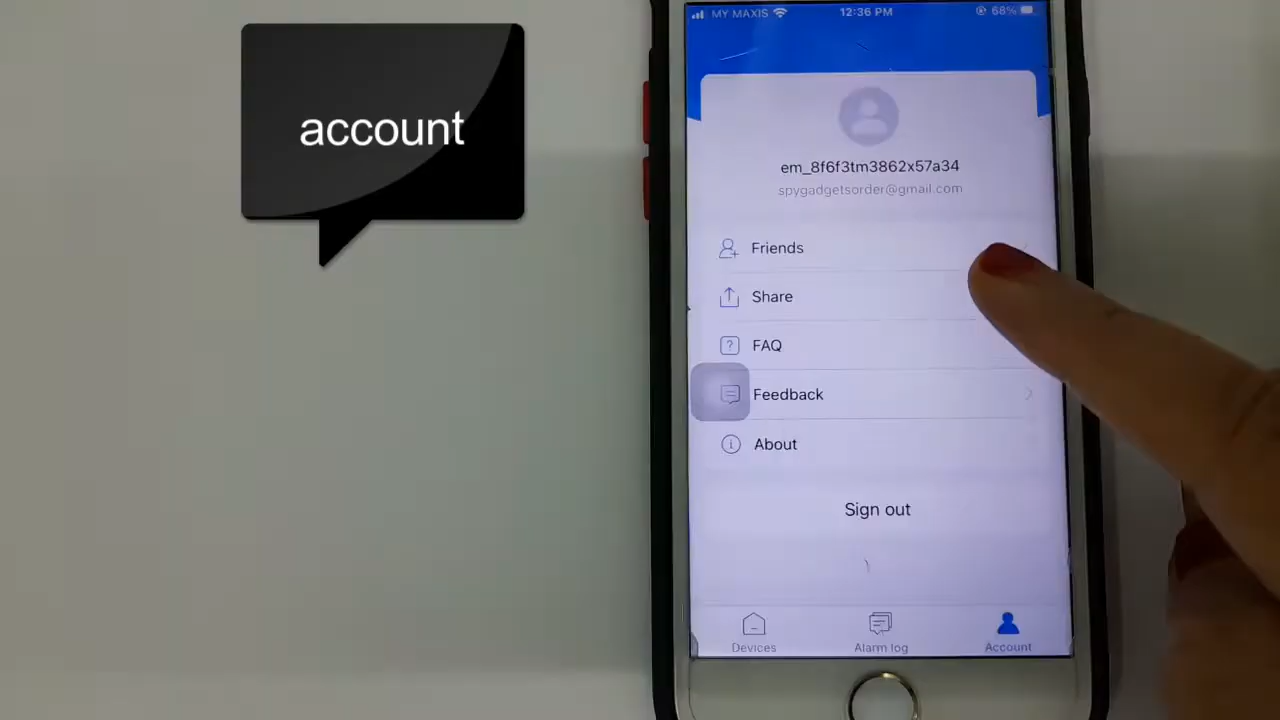 account
MY MAXIS 12:36 PM 68%
em_8f6f3tm3862x57a34
spygadgetsorder@gmail.com
Friends
Share
FAQ
Feedback
About
Sign out
Devices Alarm log Account